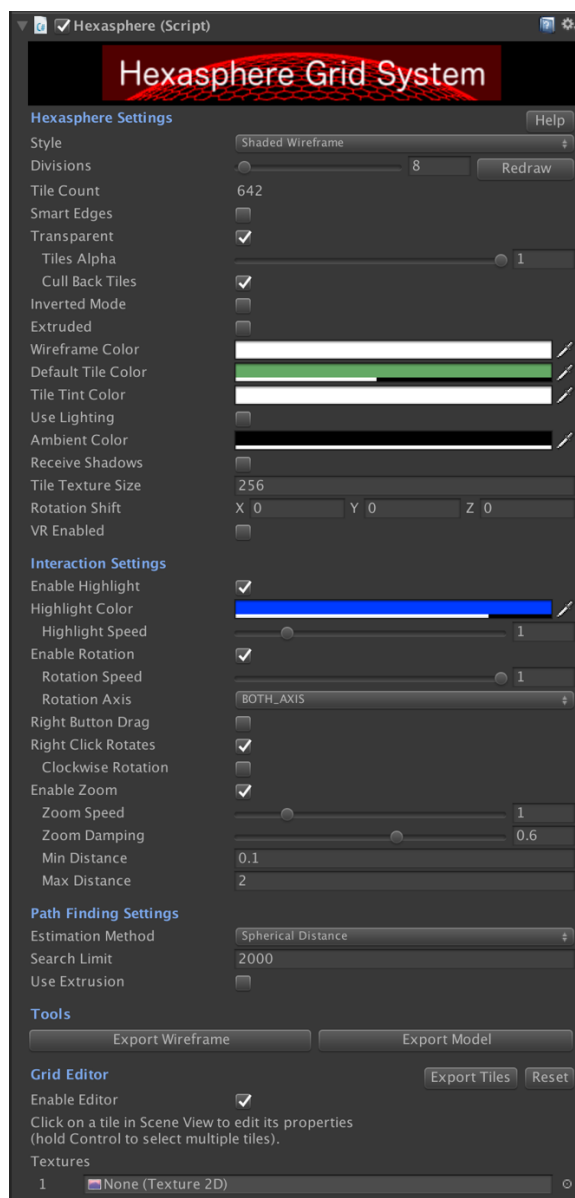 Hexasphere (Script)
Hexasphere Grid System
Hexasphere Settings Help
Style Shaded Wireframe
Divisions 8 Redraw
Tile Count 642
Smart Edges
Transparent
Tiles Alpha 1
Cull Back Tiles
Inverted Mode
Extruded
Wireframe Color
Default Tile Color
Tile Tint Color
Use Lighting
Ambient Color
Receive Shadows
Tile Texture Size 256
Rotation Shift X 0 Y 0 Z 0
VR Enabled
Interaction Settings
Enable Highlight
Highlight Color
Highlight Speed 1
Enable Rotation
Rotation Speed 1
Rotation Axis BOTH_AXIS
Right Button Drag
Right Click Rotates
Clockwise Rotation
Enable Zoom
Zoom Speed 1
Zoom Damping 0.6
Min Distance 0.1
Max Distance 2
Path Finding Settings
Estimation Method Spherical Distance
Search Limit 2000
Use Extrusion
Tools
Export Wireframe Export Model
Grid Editor Export Tiles Reset
Enable Editor
Click on a tile in Scene View to edit its properties
(hold Control to select multiple tiles).
Textures
1 None (Texture 2D)